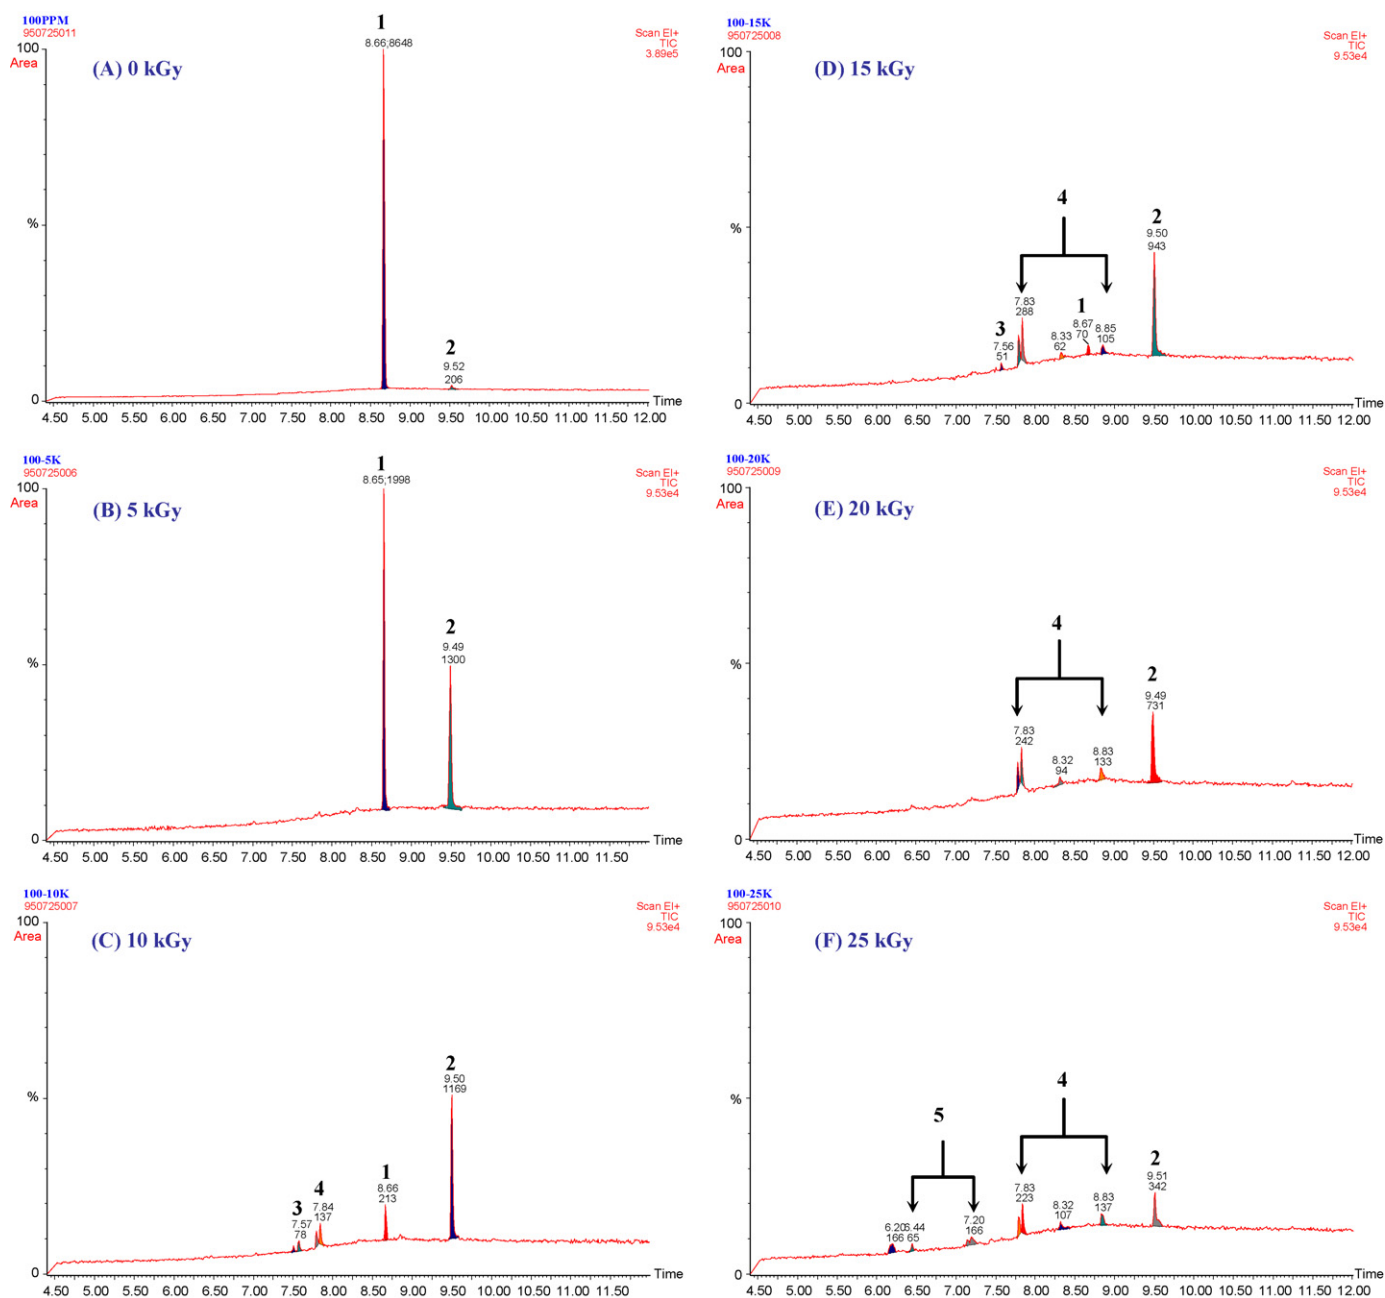 100PPM
950725011
1
8.66;8648
Scan EI+
TIC
3.89e5
100
Area
(A) 0 kGy
%
2
9.52
206
0
Time
4.50 5.00 5.50 6.00 6.50 7.00 7.50 8.00 8.50 9.00 9.50 10.00 10.50 11.00 11.50 12.00
100-5K
950725006
1
8.65;1998
Scan EI+
TIC
9.53e4
100
Area
(B) 5 kGy
2
9.49
1300
%
0
Time
4.50 5.00 5.50 6.00 6.50 7.00 7.50 8.00 8.50 9.00 9.50 10.00 10.50 11.00 11.50
100-10K
950725007
Scan EI+
TIC
9.53e4
100
Area
(C) 10 kGy
2
9.50
1169
%
1
8.66
213
4
7.84
137
3
7.57
78
0
Time
4.50 5.00 5.50 6.00 6.50 7.00 7.50 8.00 8.50 9.00 9.50 10.00 10.50 11.00 11.50
100-15K
950725008
Scan EI+
TIC
9.53e4
100
Area
(D) 15 kGy
4
2
9.50
943
%
7.83
288
1
8.67
70
3
7.56
51
8.33
62
8.85
105
0
Time
4.50 5.00 5.50 6.00 6.50 7.00 7.50 8.00 8.50 9.00 9.50 10.00 10.50 11.00 11.50 12.00
100-20K
950725009
Scan EI+
TIC
9.53e4
100
Area
(E) 20 kGy
4
%
2
9.49
731
7.83
242
8.32
94
8.83
133
0
Time
4.50 5.00 5.50 6.00 6.50 7.00 7.50 8.00 8.50 9.00 9.50 10.00 10.50 11.00 11.50 12.00
100-25K
950725010
Scan EI+
TIC
9.53e4
100
Area
(F) 25 kGy
4
%
5
2
9.51
342
7.83
223
8.32
107
8.83
137
6.20 6.44
166 65
7.20
166
0
Time
4.50 5.00 5.50 6.00 6.50 7.00 7.50 8.00 8.50 9.00 9.50 10.00 10.50 11.00 11.50 12.00